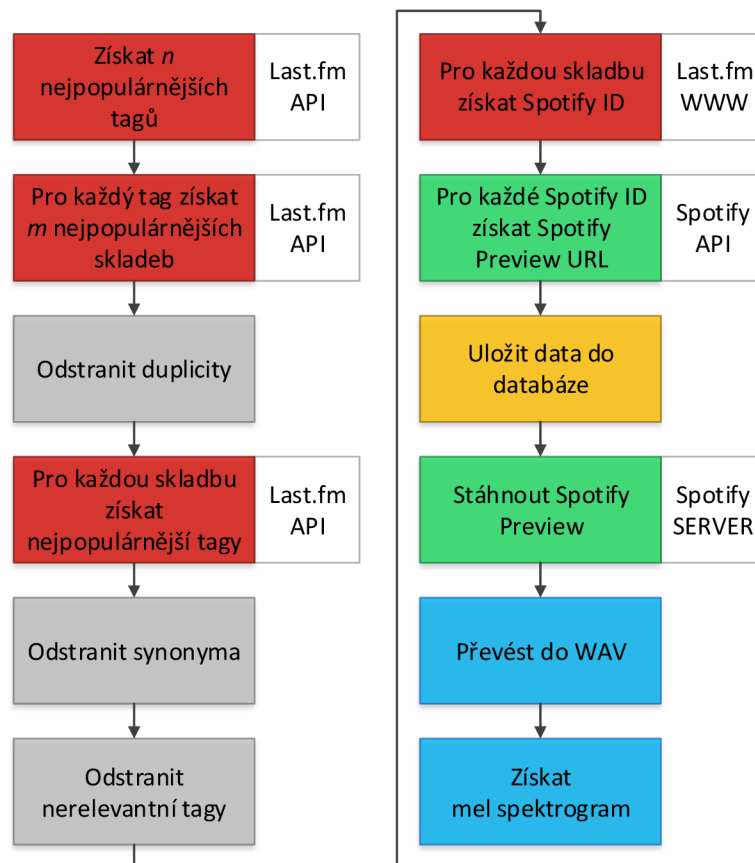 Získat n
nejpopulárnějších
tagů
Last.fm
API
Pro každý tag získat
m nejpopulárnějších
skladeb
Last.fm
API
Odstranit duplicity
Pro každou skladbu
získat
nejpopulárnější tagy
Last.fm
API
Odstranit synonyma
Odstranit
nerelevantní tagy
Pro každou skladbu
získat Spotify ID
Last.fm
WWW
Pro každé Spotify ID
získat Spotify
Preview URL
Spotify
API
Uložit data do
databáze
Stáhnout Spotify
Preview
Spotify
SERVER
Převést do WAV
Získat
mel spektrogram